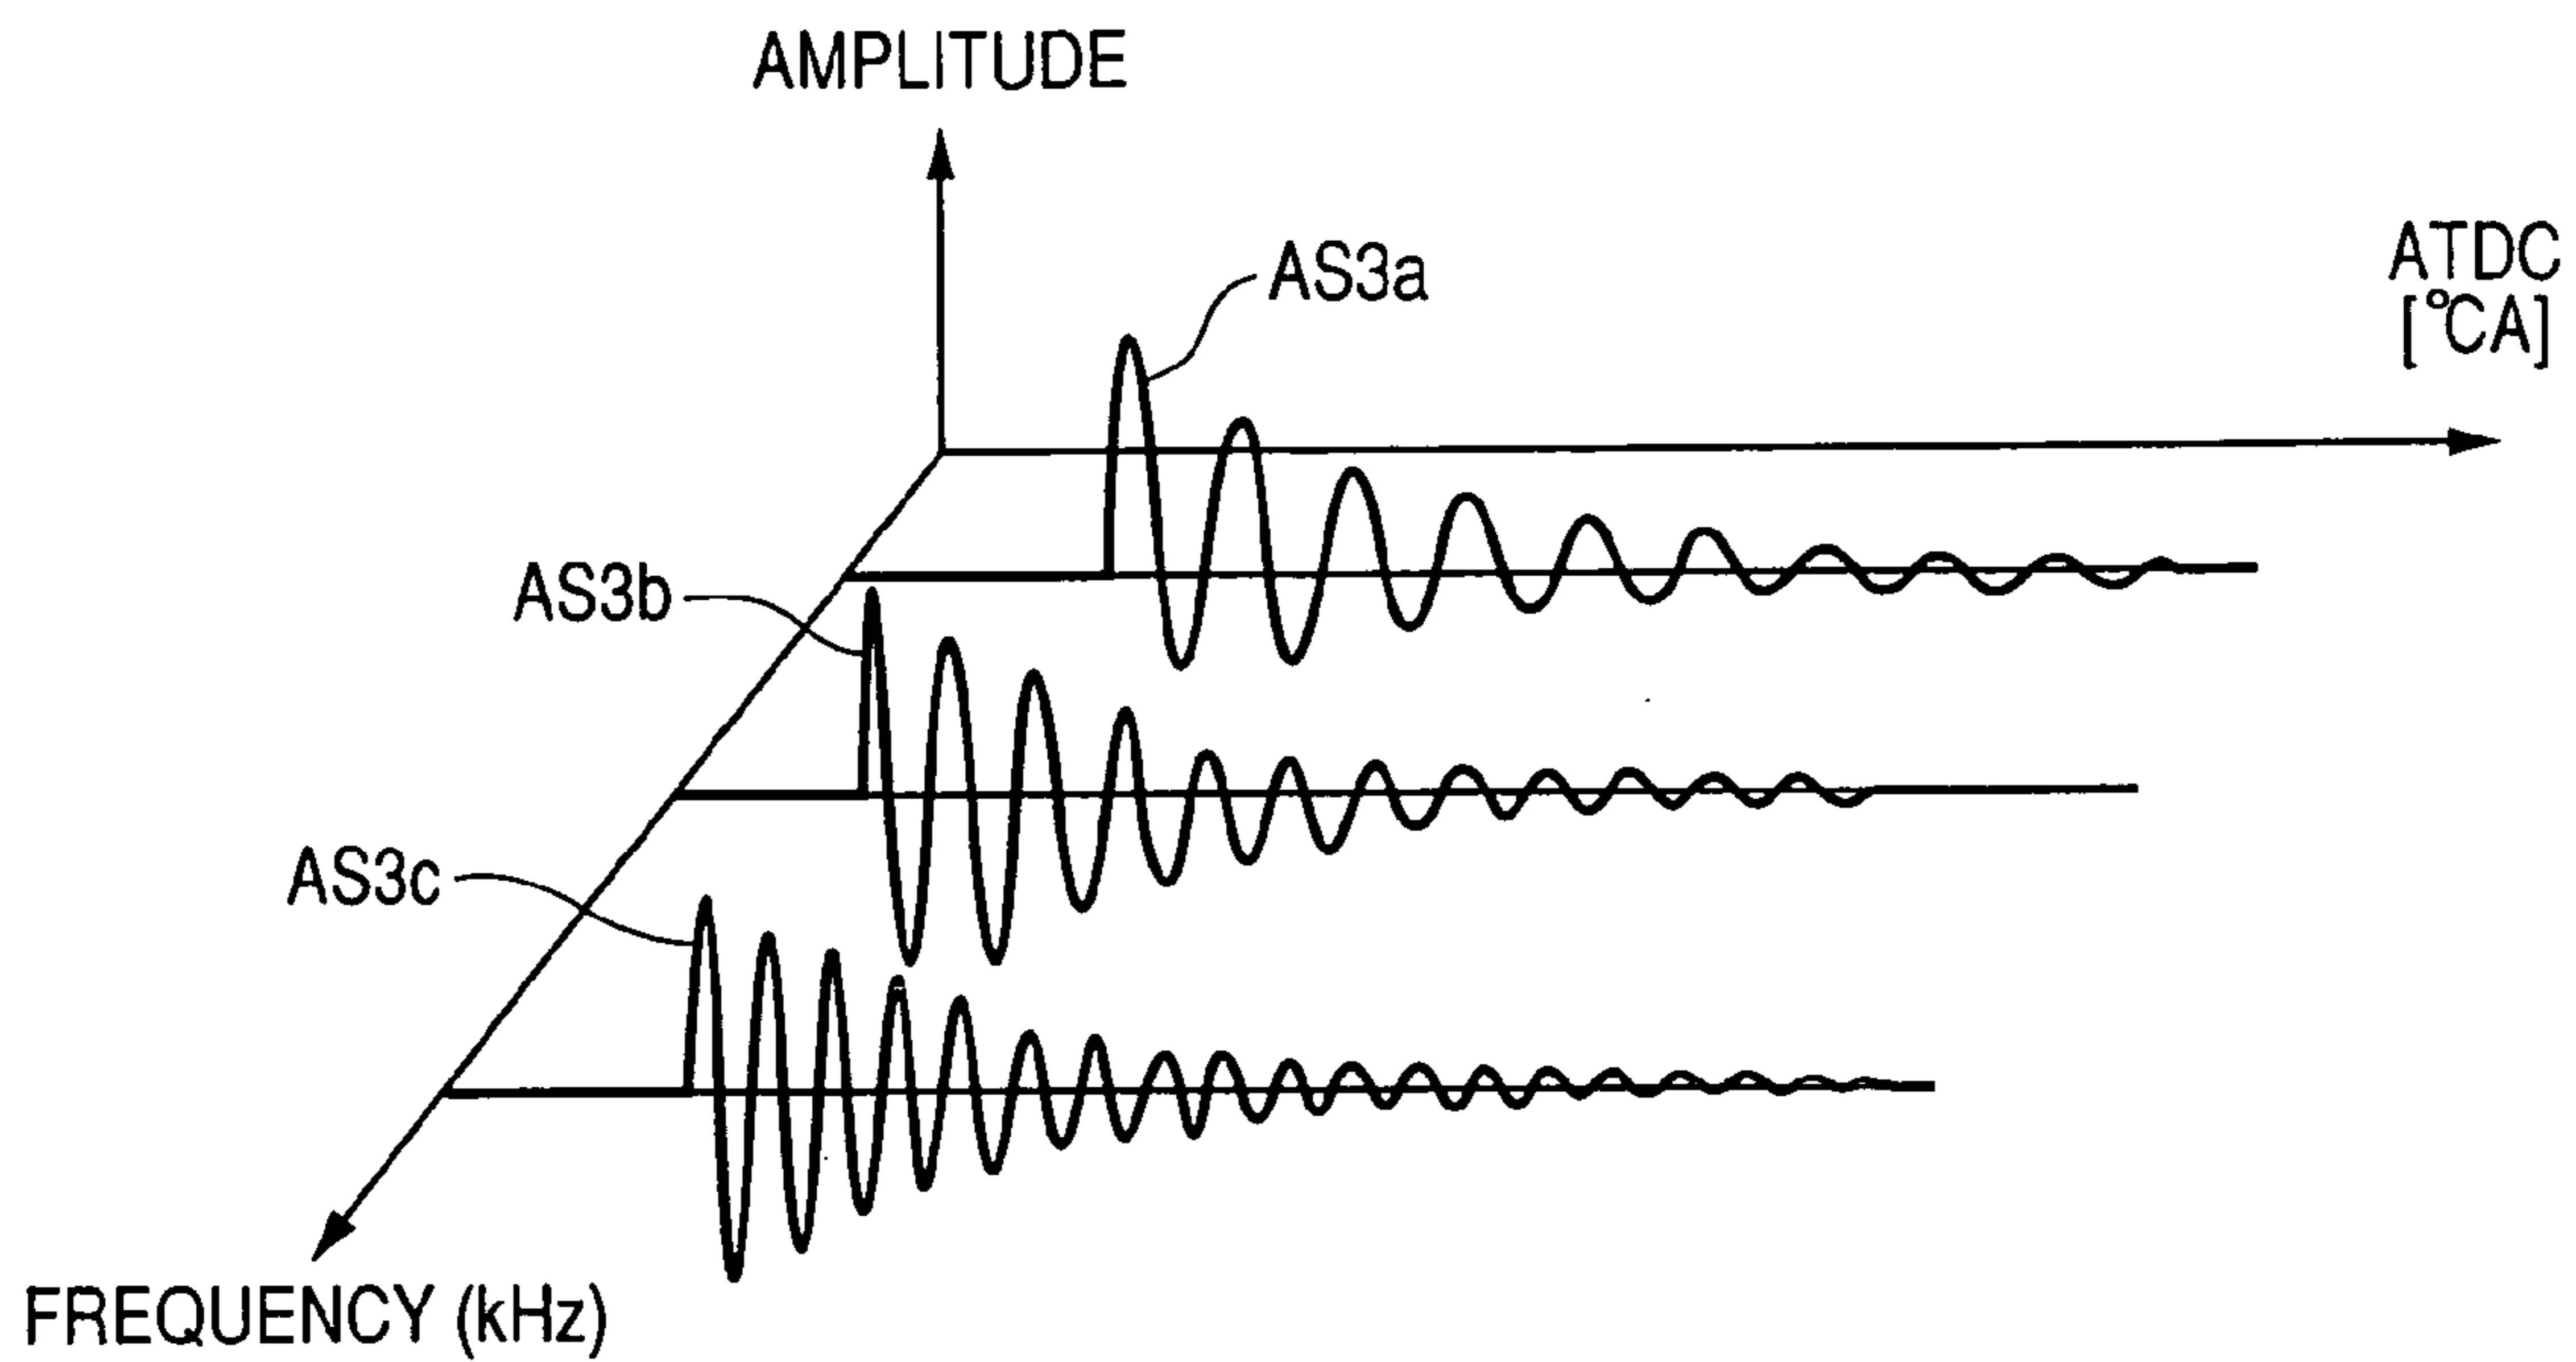 AMPLITUDE
ATDC
[°CA]
AS3a
AS3b
AS3c
FREQUENCY (kHz)